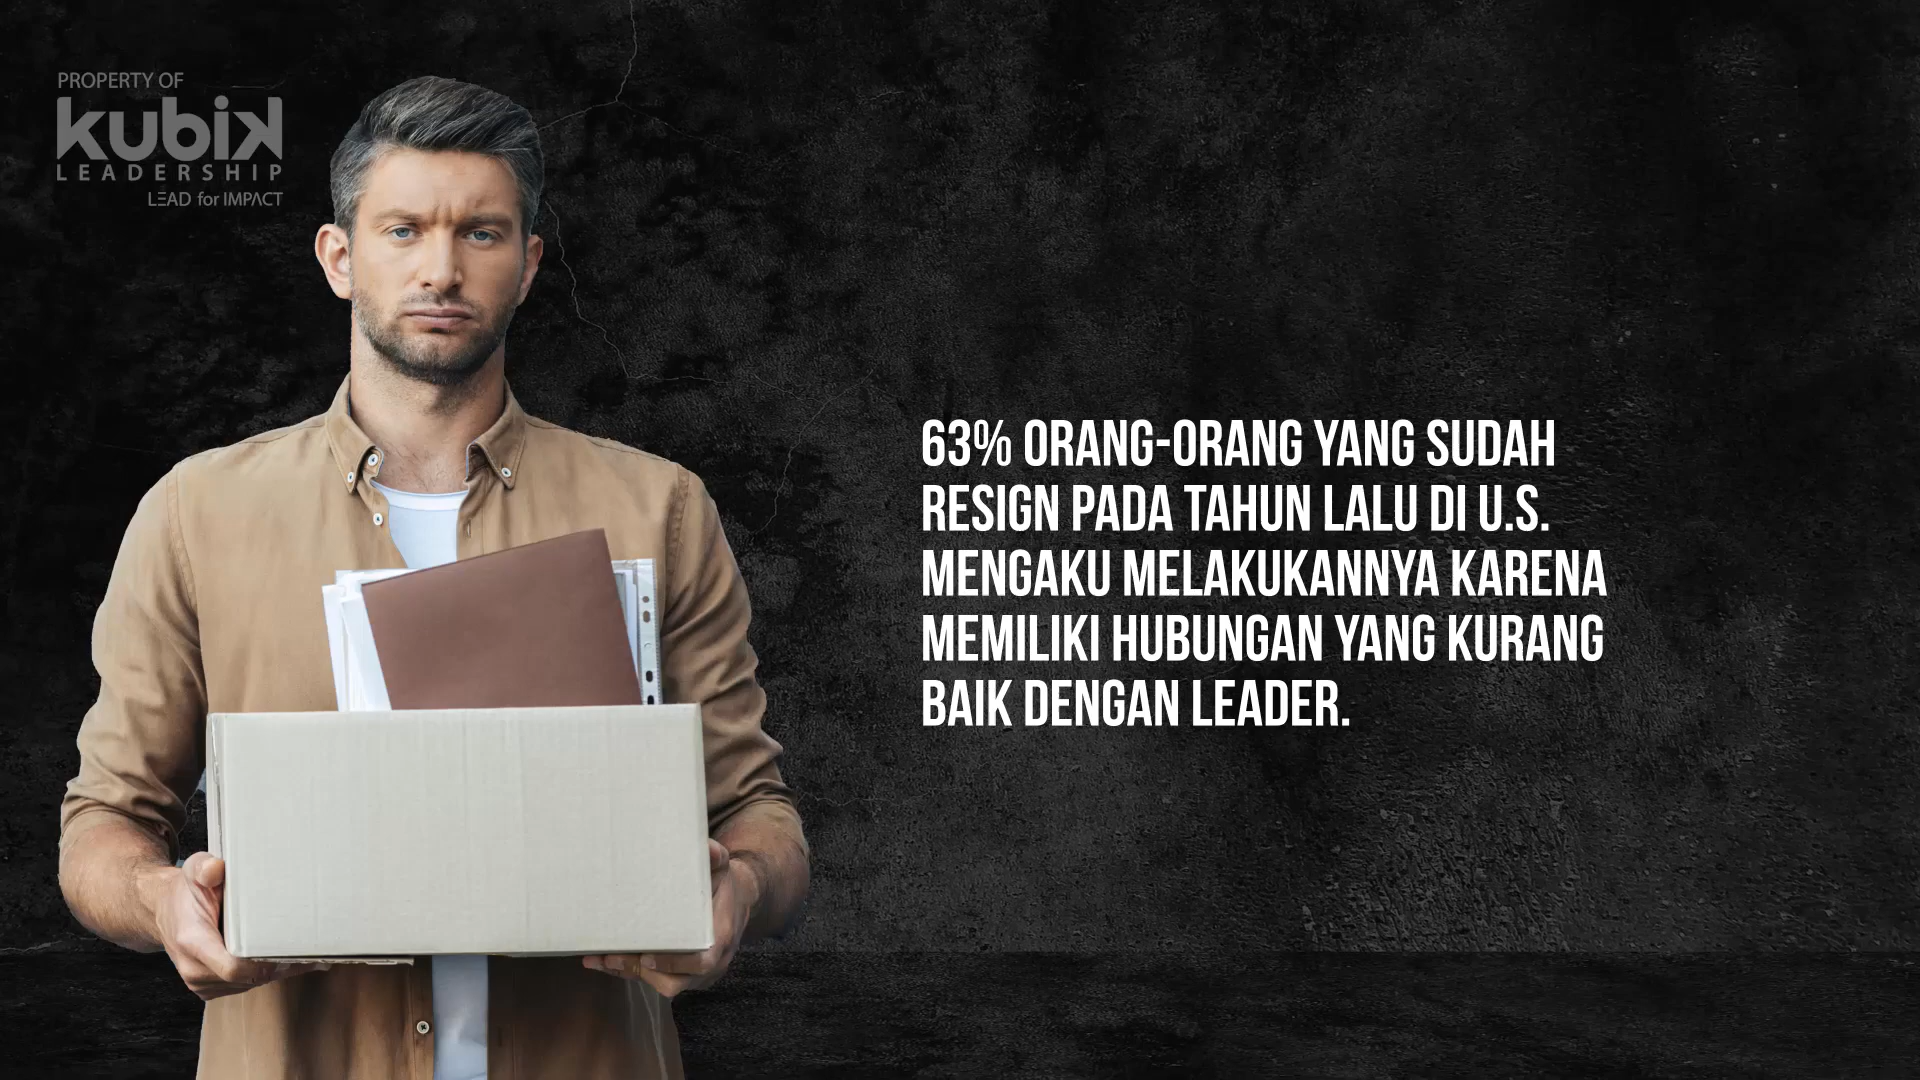 PROPERTY OF
kubik
LEADERSHIP
LEAD for IMPACT
63% ORANG-ORANG YANG SUDAH
RESIGN PADA TAHUN LALU DI U.S.
MENGAKU MELAKUKANNYA KARENA
MEMILIKI HUBUNGAN YANG KURANG
BAIK DENGAN LEADER.